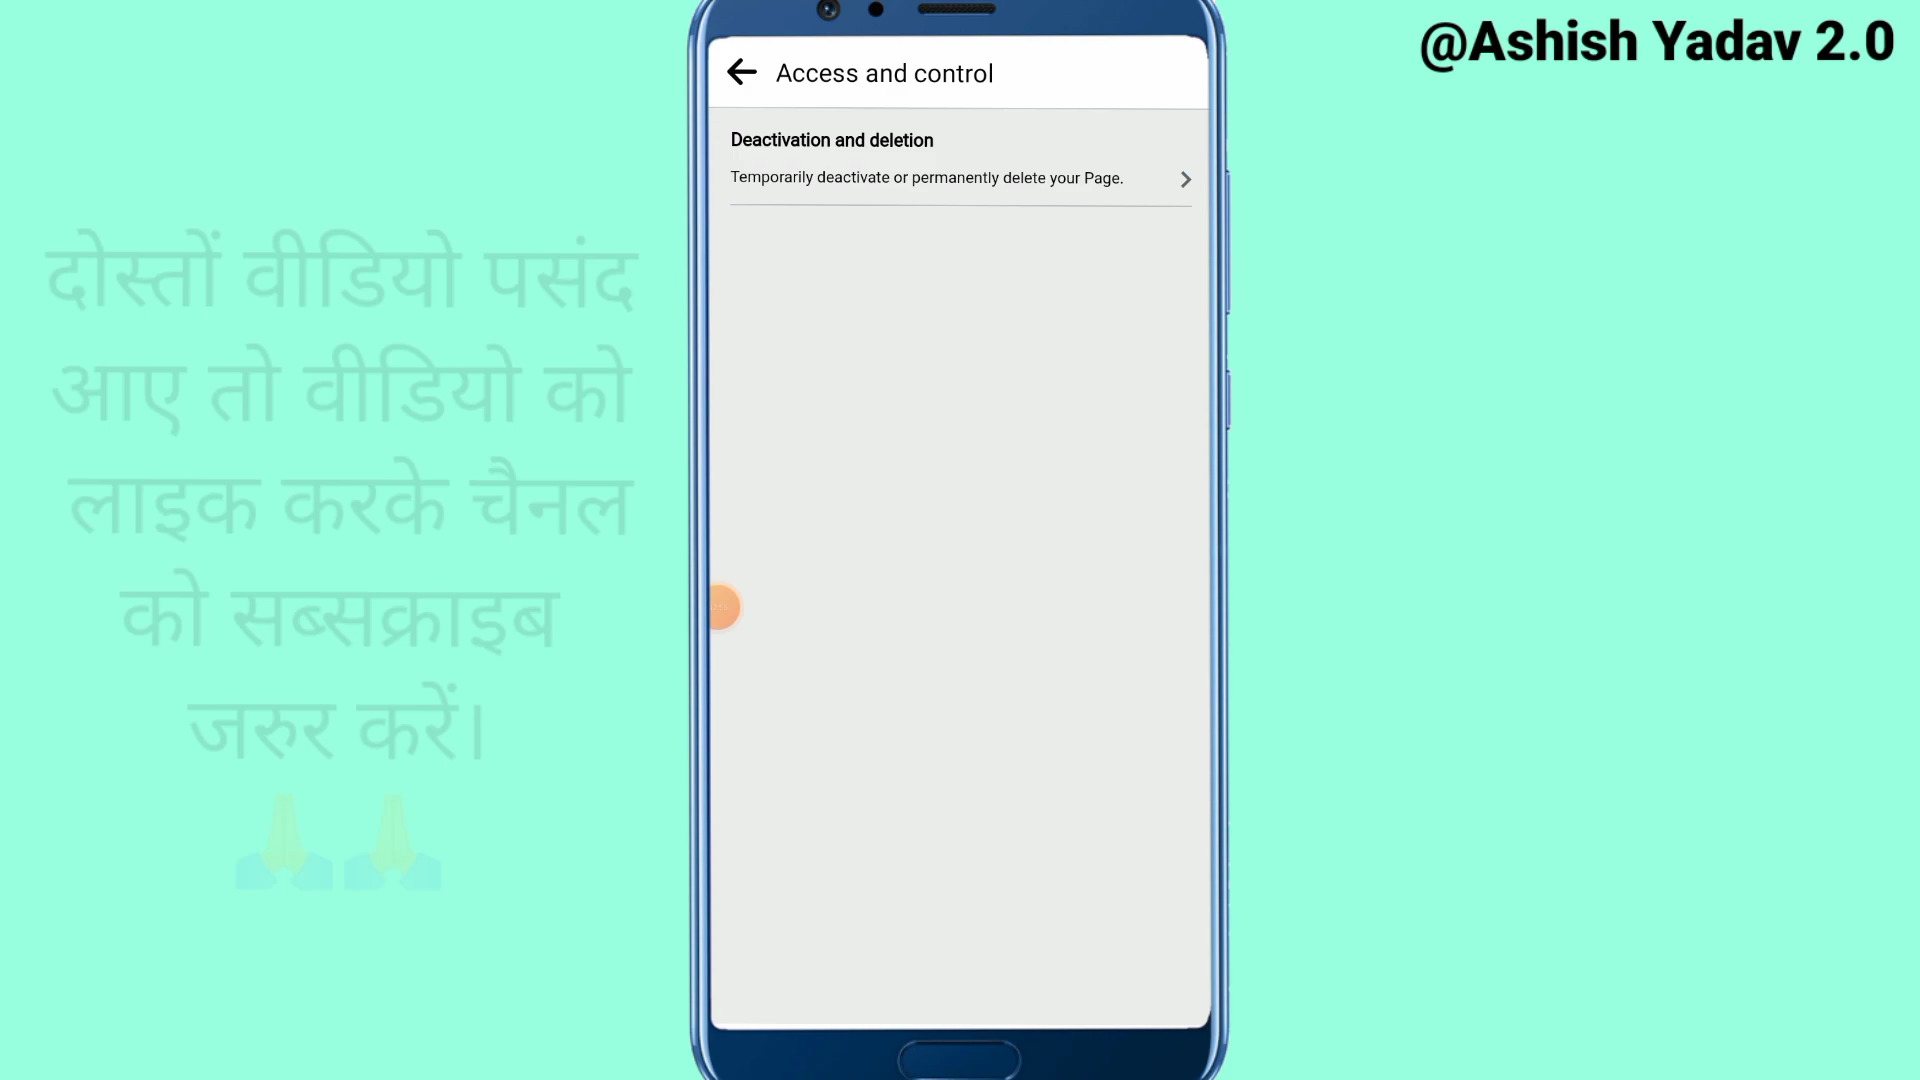 @Ashish Yadav 2.0
Access and control
Deactivation and deletion
Temporarily deactivate or permanently delete your Page.
दोस्तों वीडियो पसंद
आए तो वीडियो को
लाइक करके चैनल
को सब्सक्राइब
जरुर करें।
🙏🙏